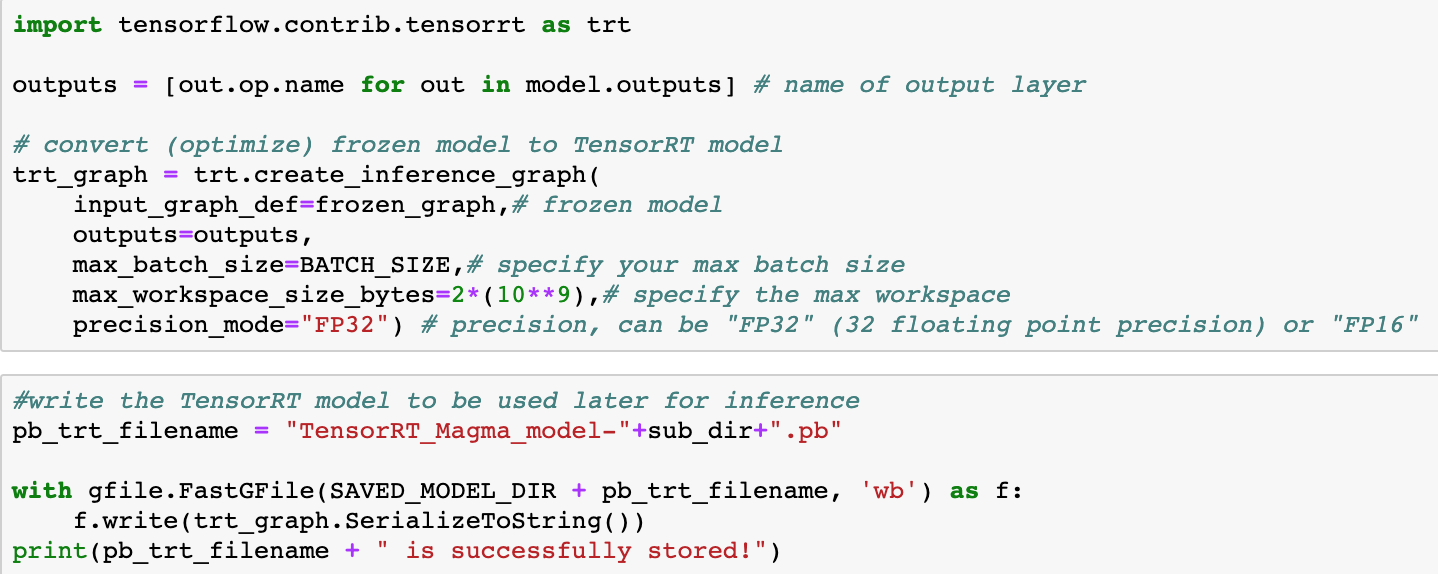 import tensorflow.contrib.tensorrt as trt
outputs = [out.op.name for out in model.outputs] # name of output layer
# convert (optimize) frozen model to TensorRT model
trt_graph = trt.create_inference_graph(
    input_graph_def=frozen_graph,# frozen model
    outputs=outputs,
    max_batch_size=BATCH_SIZE,# specify your max batch size
    max_workspace_size_bytes=2*(10**9),# specify the max workspace
    precision_mode="FP32") # precision, can be "FP32" (32 floating point precision) or "FP16"
#write the TensorRT model to be used later for inference
pb_trt_filename = "TensorRT_Magma_model-"+sub_dir+".pb"
with gfile.FastGFile(SAVED_MODEL_DIR + pb_trt_filename, 'wb') as f:
    f.write(trt_graph.SerializeToString())
print(pb_trt_filename + " is successfully stored!")